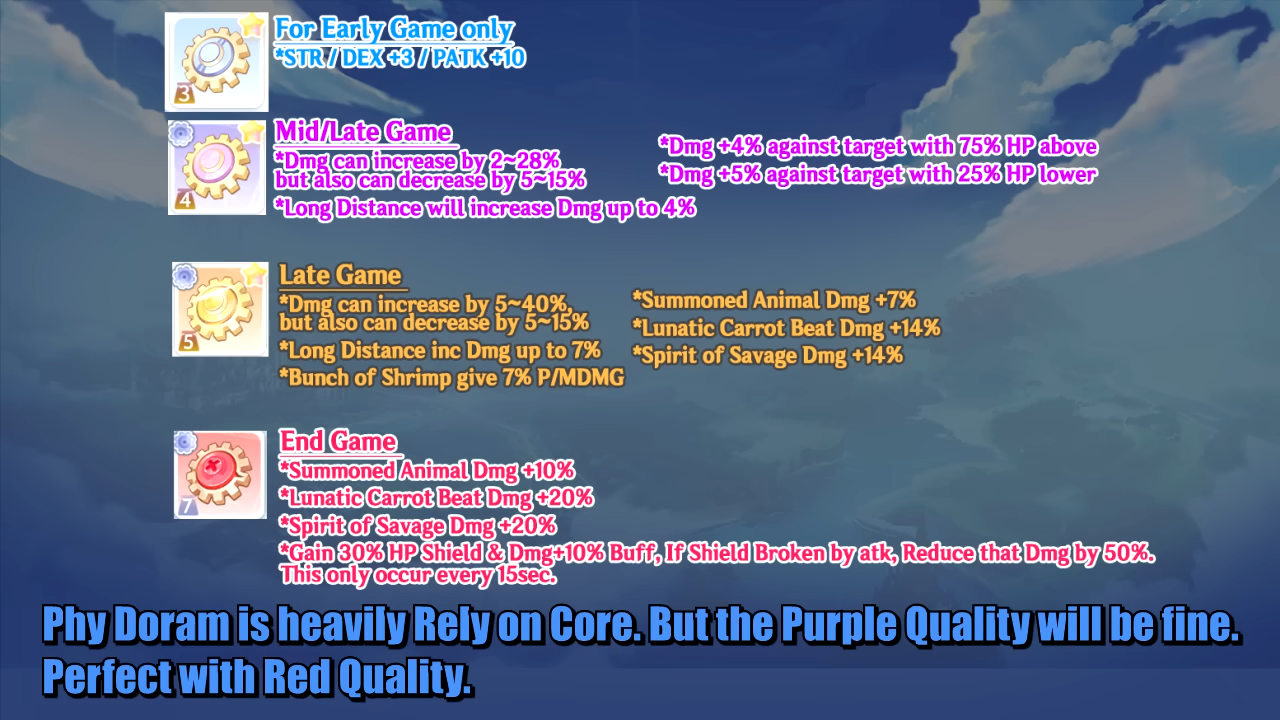 For Early Game only
*STR / DEX +3 / PATK +10
3
Mid/Late Game
*Dmg can increase by 2~28%
but also can decrease by 5~15%
*Long Distance will increase Dmg up to 4%
*Dmg +4% against target with 75% HP above
*Dmg +5% against target with 25% HP lower
4
Late Game
*Dmg can increase by 5~40%,
but also can decrease by 5~15%
*Long Distance inc Dmg up to 7%
*Bunch of Shrimp give 7% P/MDMG
*Summoned Animal Dmg +7%
*Lunatic Carrot Beat Dmg +14%
*Spirit of Savage Dmg +14%
5
End Game
*Summoned Animal Dmg +10%
*Lunatic Carrot Beat Dmg +20%
*Spirit of Savage Dmg +20%
*Gain 30% HP Shield & Dmg+10% Buff, If Shield Broken by atk, Reduce that Dmg by 50%.
This only occur every 15sec.
7
Phy Doram is heavily Rely on Core. But the Purple Quality will be fine.
Perfect with Red Quality.